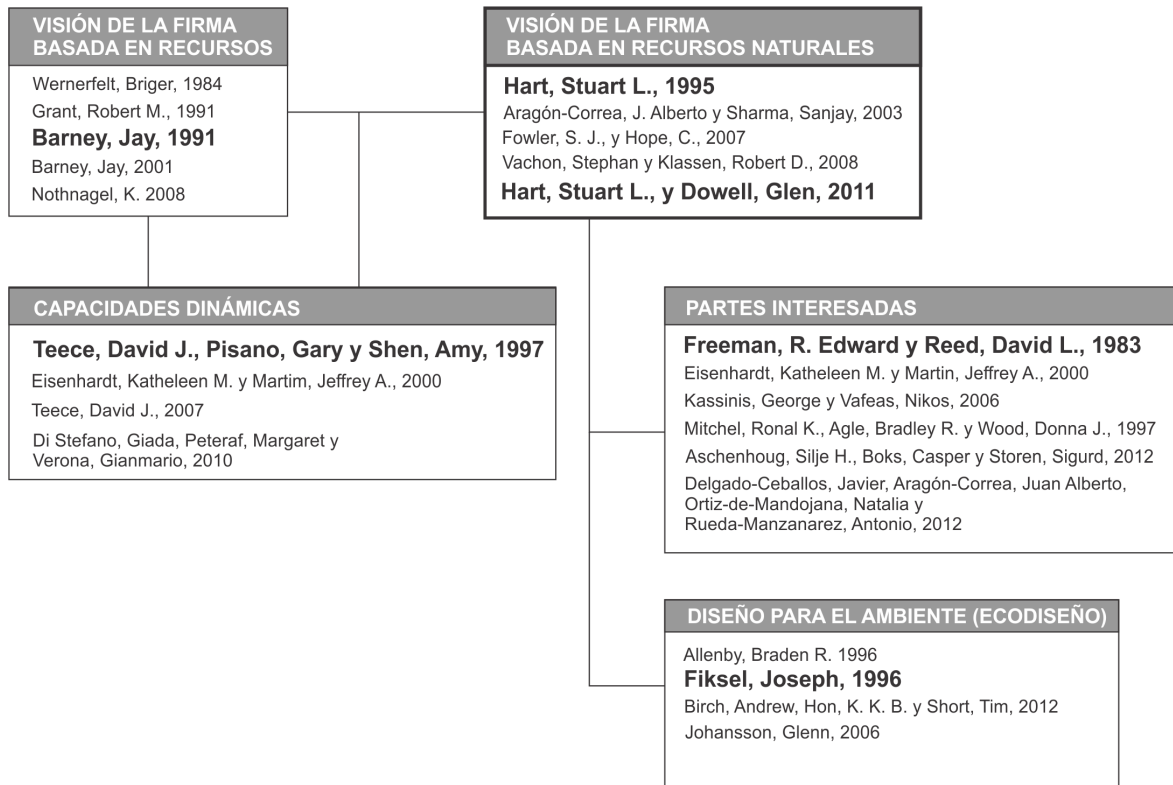 VISIÓN DE LA FIRMA
BASADA EN RECURSOS
Wernerfelt, Briger, 1984
Grant, Robert M., 1991
Barney, Jay, 1991
Barney, Jay, 2001
Nothnagel, K. 2008
VISIÓN DE LA FIRMA
BASADA EN RECURSOS NATURALES
Hart, Stuart L., 1995
Aragón-Correa, J. Alberto y Sharma, Sanjay, 2003
Fowler, S. J., y Hope, C., 2007
Vachon, Stephan y Klassen, Robert D., 2008
Hart, Stuart L., y Dowell, Glen, 2011
CAPACIDADES DINÁMICAS
Teece, David J., Pisano, Gary y Shen, Amy, 1997
Eisenhardt, Katheleen M. y Martim, Jeffrey A., 2000
Teece, David J., 2007
Di Stefano, Giada, Peteraf, Margaret y
Verona, Gianmario, 2010
PARTES INTERESADAS
Freeman, R. Edward y Reed, David L., 1983
Eisenhardt, Katheleen M. y Martin, Jeffrey A., 2000
Kassinis, George y Vafeas, Nikos, 2006
Mitchel, Ronal K., Agle, Bradley R. y Wood, Donna J., 1997
Aschenhoug, Silje H., Boks, Casper y Storen, Sigurd, 2012
Delgado-Ceballos, Javier, Aragón-Correa, Juan Alberto,
Ortiz-de-Mandojana, Natalia y
Rueda-Manzanarez, Antonio, 2012
DISEÑO PARA EL AMBIENTE (ECODISEÑO)
Allenby, Braden R. 1996
Fiksel, Joseph, 1996
Birch, Andrew, Hon, K. K. B. y Short, Tim, 2012
Johansson, Glenn, 2006